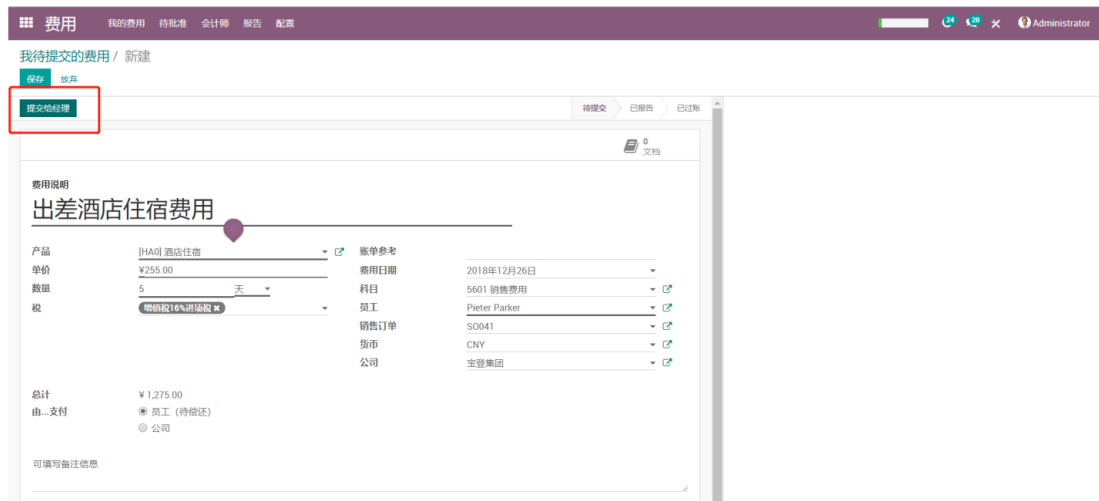 费用 我的费用 待批准 会计师 报告 配置 24 20 Administrator
我待提交的费用 / 新建
保存 放弃
提交给经理 待提交 已报告 已过账
0
文档
费用说明
出差酒店住宿费用
产品 [HA0] 酒店住宿 账单参考
单价 ¥255.00 费用日期 2018年12月26日
数量 5 天 科目 5601 销售费用
税 增值税16%进项税 × 员工 Pieter Parker
销售订单 SO041
货币 CNY
公司 宝登集团
总计 ¥ 1,275.00
由...支付 员工（待偿还）
公司
可填写备注信息